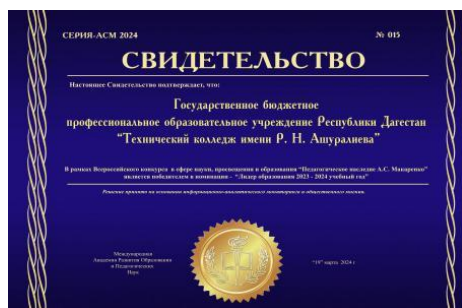 СЕРИЯ-АСМ 2024 № 015
СВИДЕТЕЛЬСТВО
Настоящее Свидетельство подтверждает, что:
Государственное бюджетное
профессиональное образовательное учреждение Республики Дагестан
“Технический колледж имени Р. Н. Ашуралиева”
В рамках Всероссийского конкурса в сфере науки, просвещения и образования “Педагогическое наследие А.С. Макаренко”
является победителем в номинации - “Лидер образования 2023 - 2024 учебный год”
Решение принято на основании информационно-аналитического мониторинга и общественного мнения.
Международная
Академия Развития Образования
и Педагогических
Наук
“19” марта 2024 г